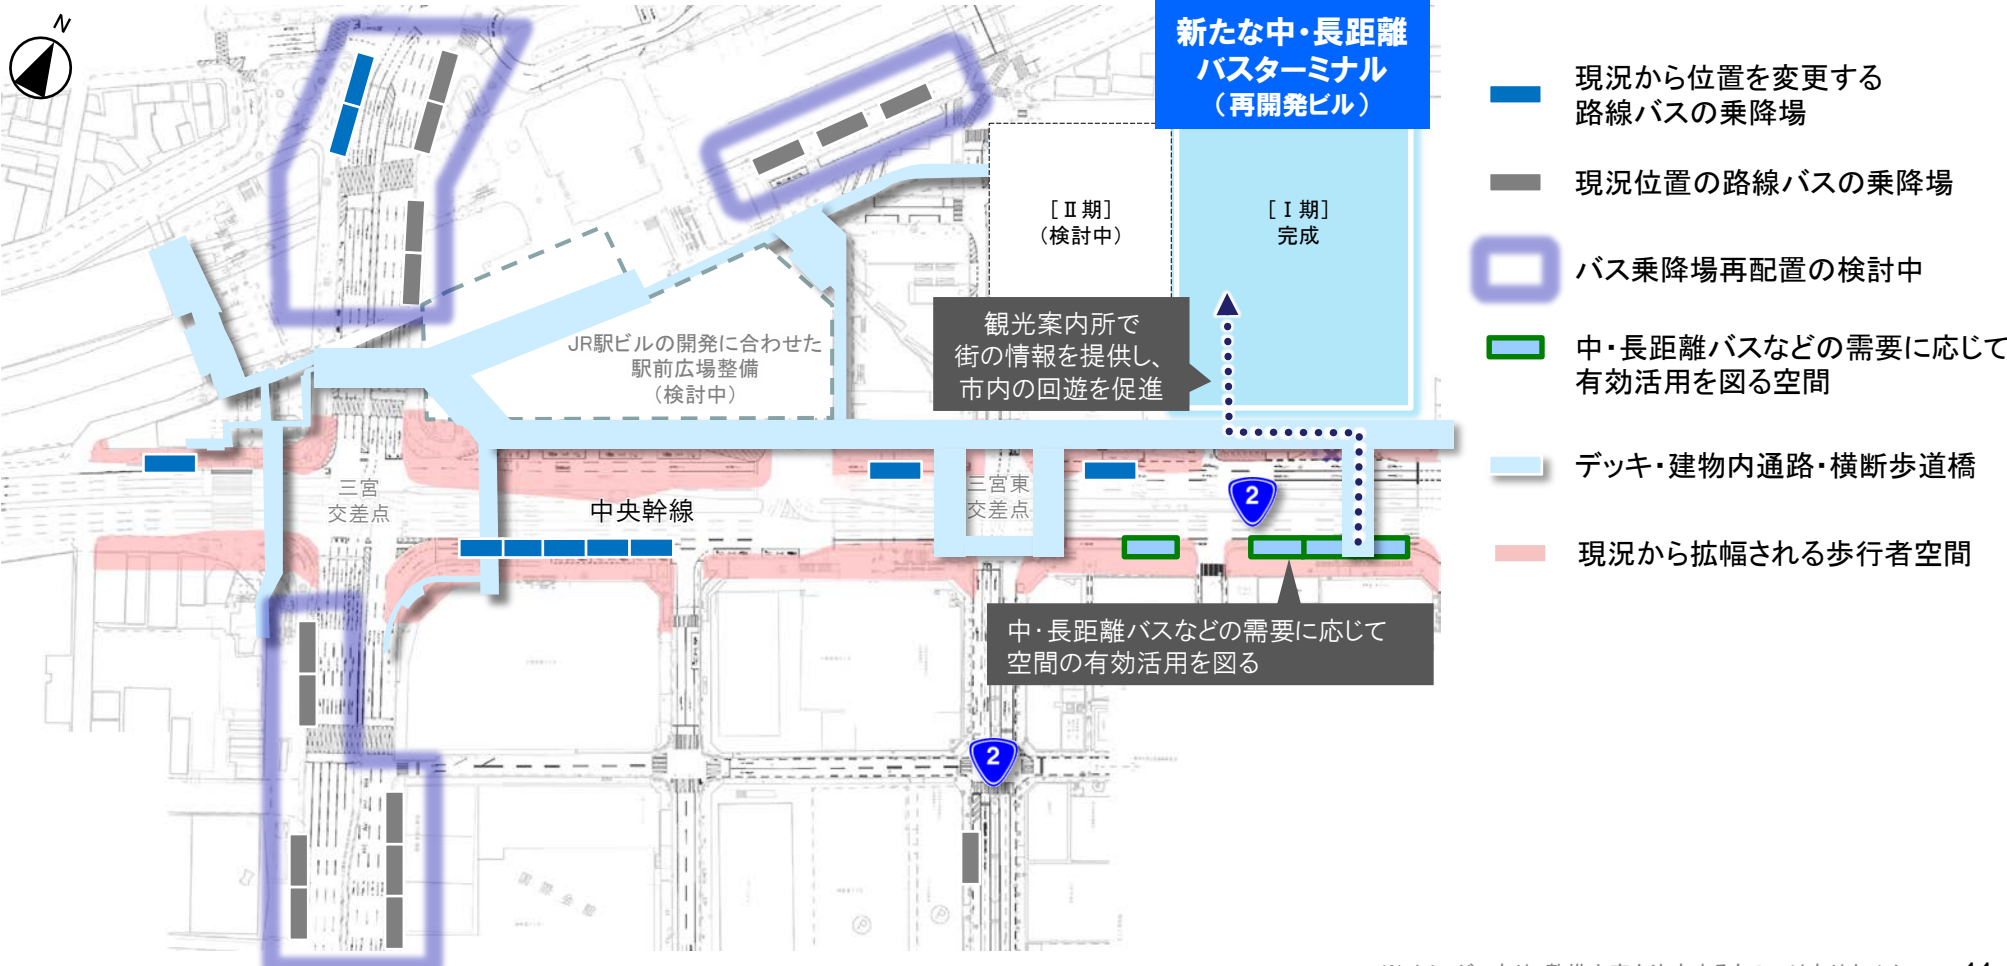 N
新たな中・長距離
バスターミナル
（再開発ビル）
［Ⅱ期］
（検討中）
［Ⅰ期］
完成
観光案内所で
街の情報を提供し、
市内の回遊を促進
JR駅ビルの開発に合わせた
駅前広場整備
（検討中）
三宮
交差点
中央幹線
三宮東
交差点
2
中・長距離バスなどの需要に応じて
空間の有効活用を図る
2
国際会館
P
P
現況から位置を変更する
路線バスの乗降場
現況位置の路線バスの乗降場
バス乗降場再配置の検討中
中・長距離バスなどの需要に応じて
有効活用を図る空間
デッキ・建物内通路・横断歩道橋
現況から拡幅される歩行者空間